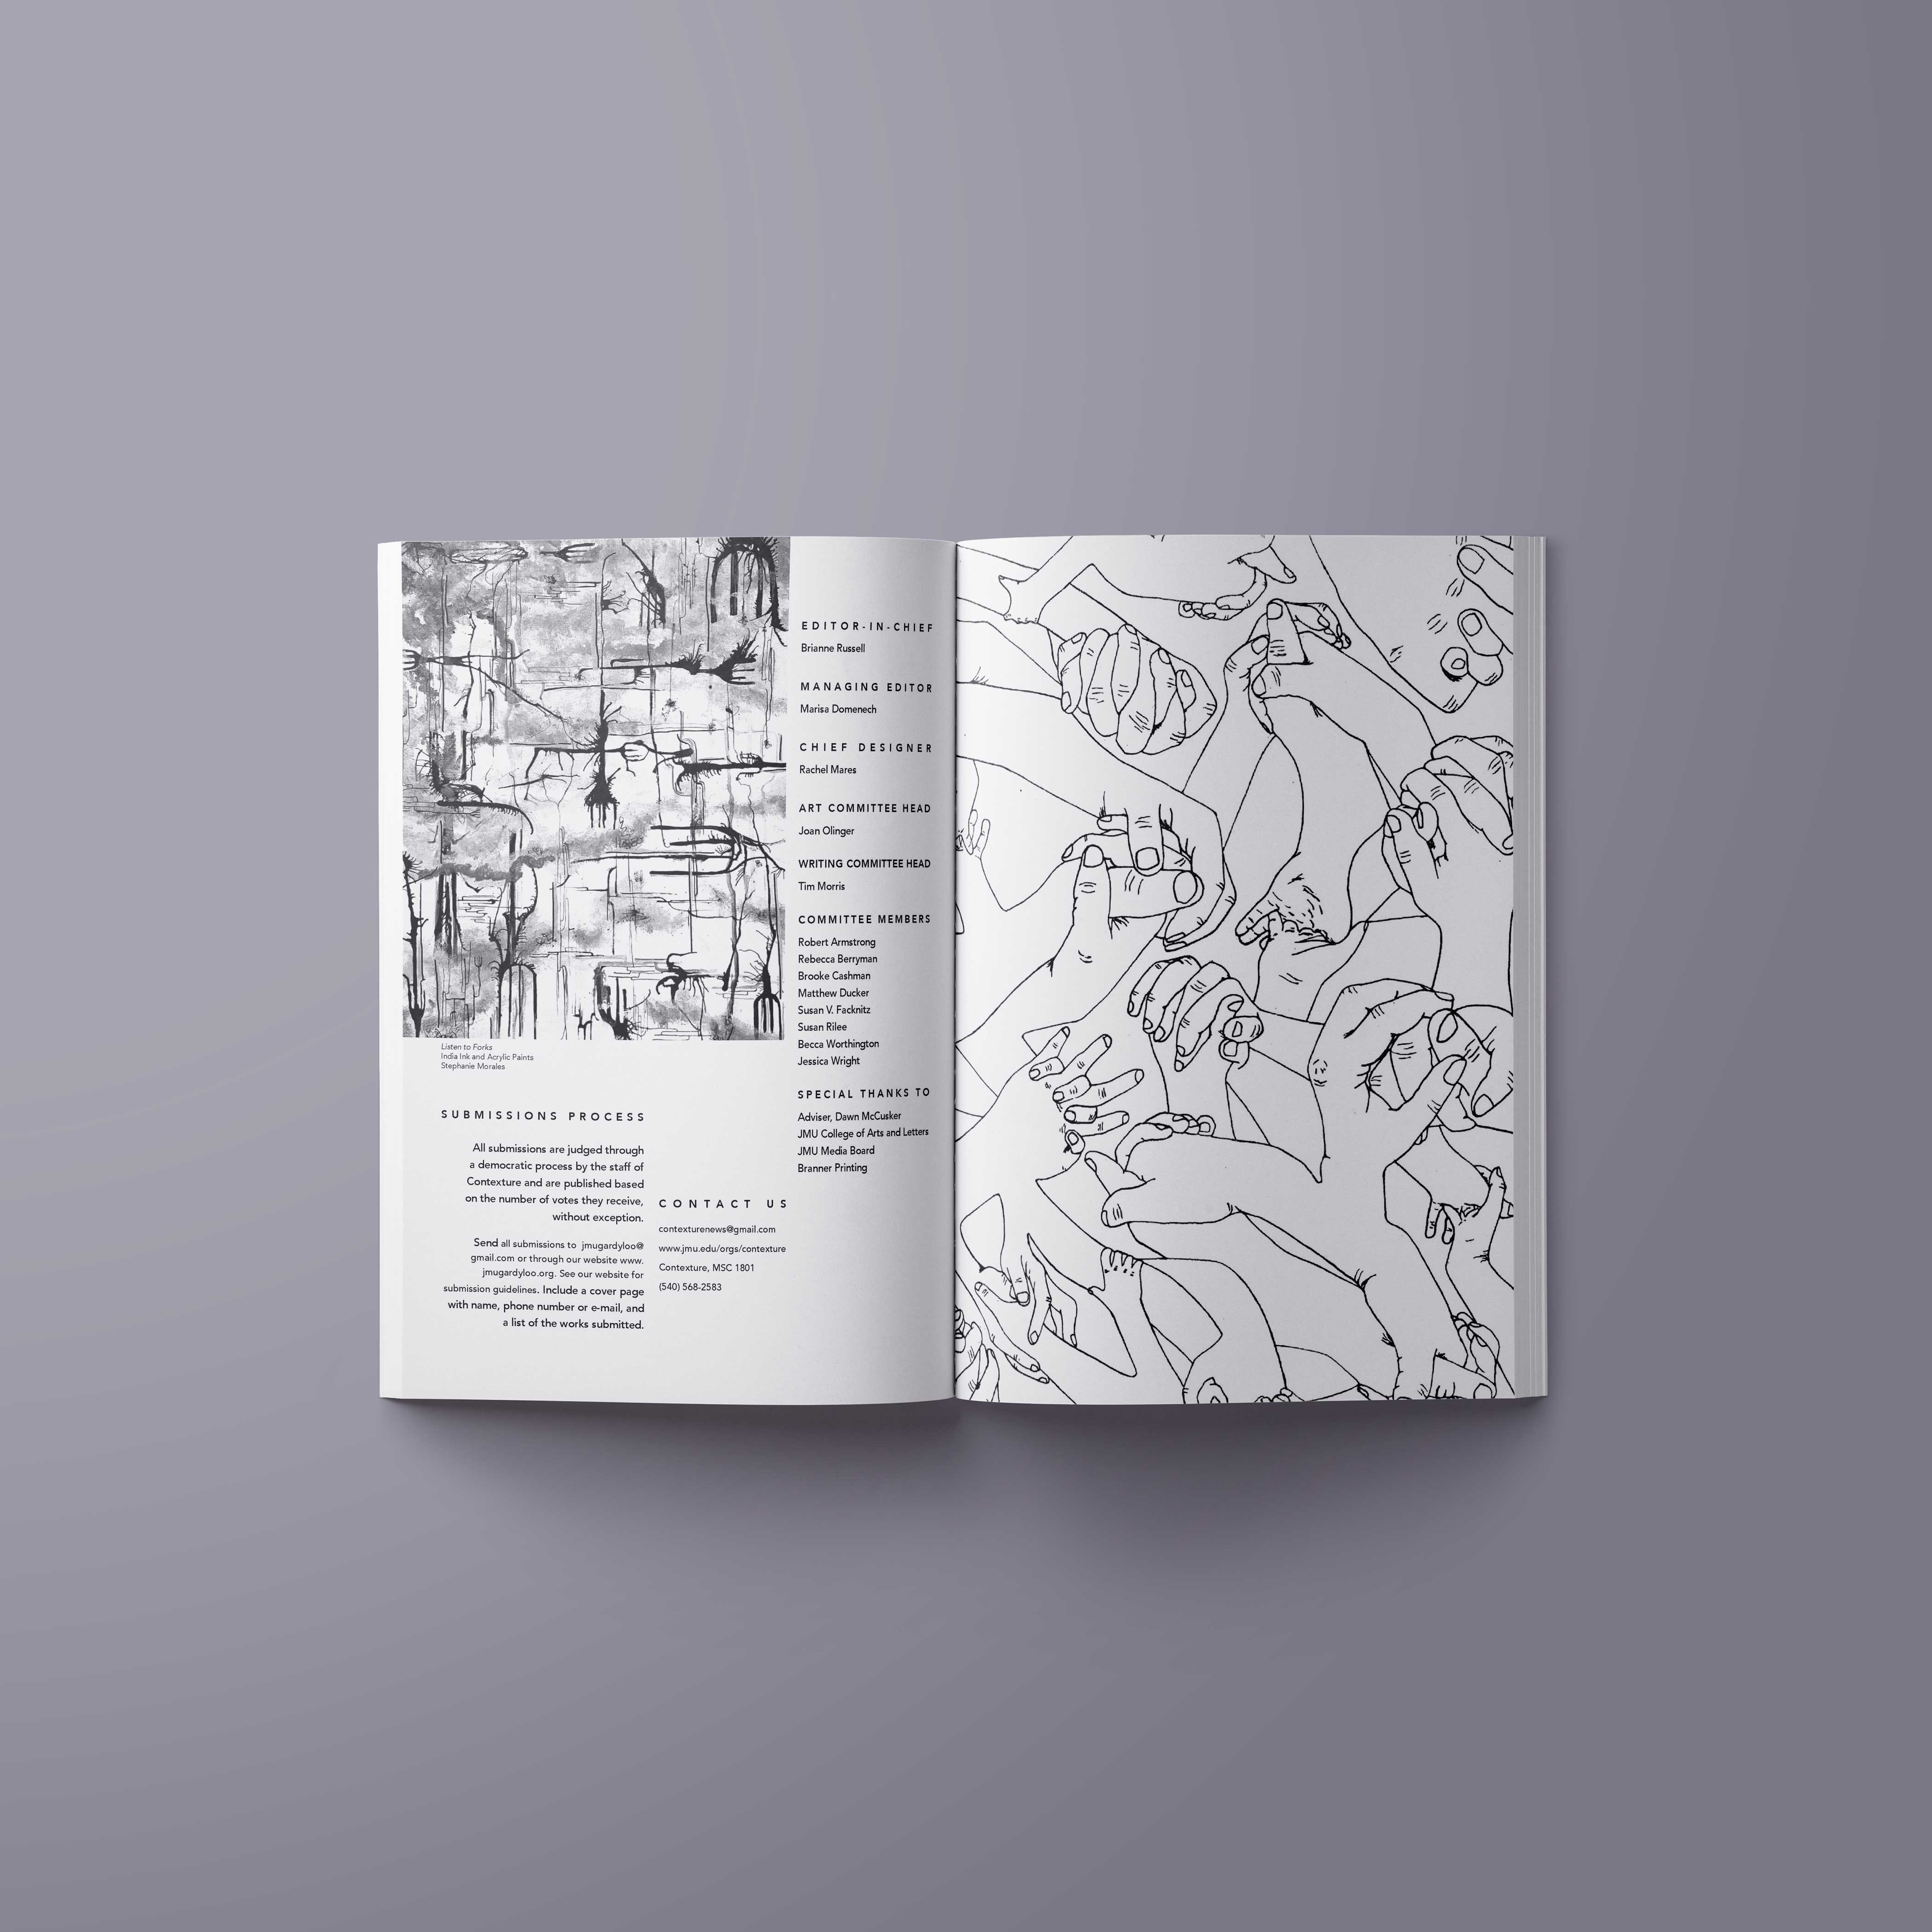 Listen to Forks
India Ink and Acrylic Paints
Stephanie Morales
SUBMISSIONS PROCESS
All submissions are judged through
a democratic process by the staff of
Contexture and are published based
on the number of votes they receive,
without exception.
Send all submissions to jmugardyloo@
gmail.com or through our website www.
jmugardyloo.org. See our website for
submission guidelines. Include a cover page
with name, phone number or e-mail, and
a list of the works submitted.
CONTACT US
contexturenews@gmail.com
www.jmu.edu/orgs/contexture
Contexture, MSC 1801
(540) 568-2583
EDITOR-IN-CHIEF
Brianne Russell
MANAGING EDITOR
Marisa Domenech
CHIEF DESIGNER
Rachel Mares
ART COMMITTEE HEAD
Joan Olinger
WRITING COMMITTEE HEAD
Tim Morris
COMMITTEE MEMBERS
Robert Armstrong
Rebecca Berryman
Brooke Cashman
Matthew Ducker
Susan V. Facknitz
Susan Rilee
Becca Worthington
Jessica Wright
SPECIAL THANKS TO
Adviser, Dawn McCusker
JMU College of Arts and Letters
JMU Media Board
Branner Printing